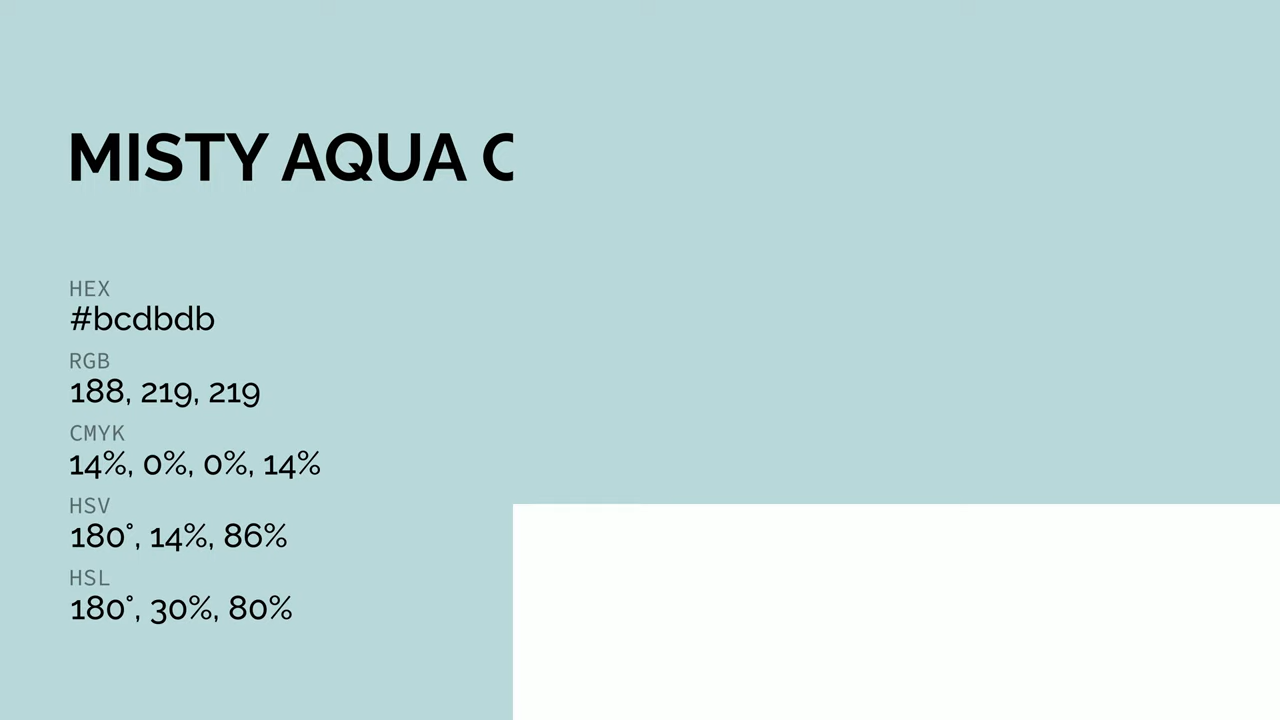 MISTY AQUA
HEX
#bcdbdb
RGB
188, 219, 219
CMYK
14%, 0%, 0%, 14%
HSV
180°, 14%, 86%
HSL
180°, 30%, 80%